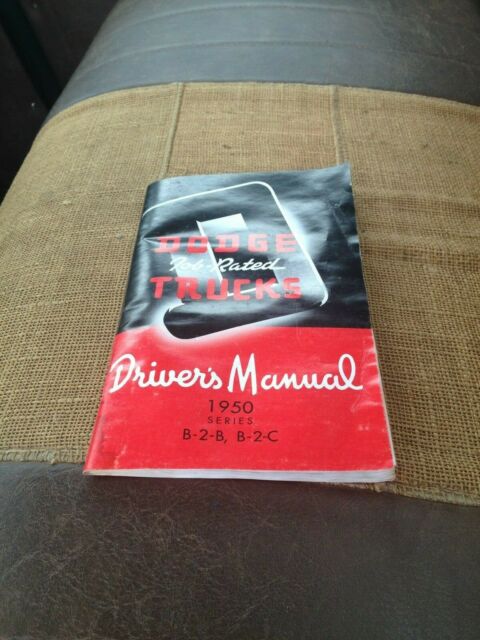 DODGE
Job-Rated
TRUCKS
Driver's Manual
1950
SERIES
B-2-B, B-2-C